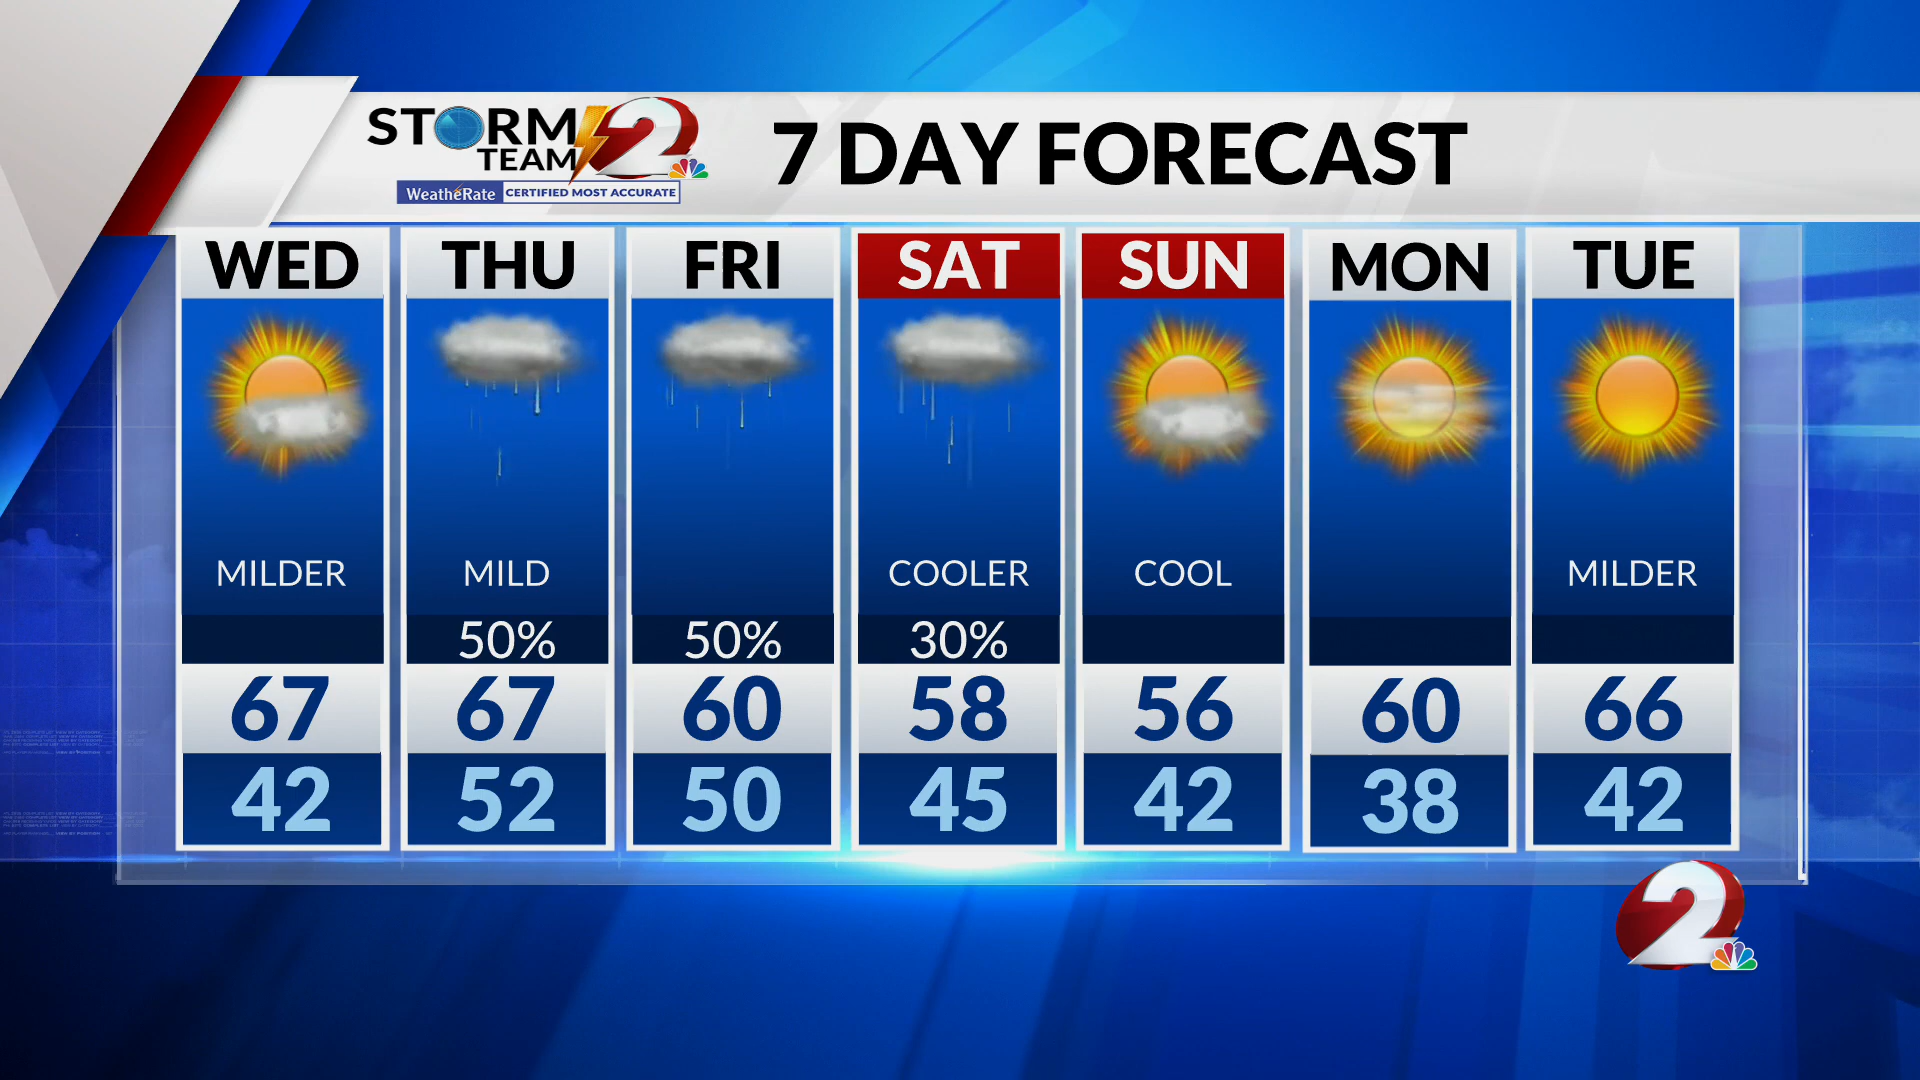 STORM
TEAM 2
WeatheRate CERTIFIED MOST ACCURATE
7 DAY FORECAST
WED THU FRI SAT SUN MON TUE
MILDER MILD COOLER COOL MILDER
50% 50% 30%
67 67 60 58 56 60 66
42 52 50 45 42 38 42
2